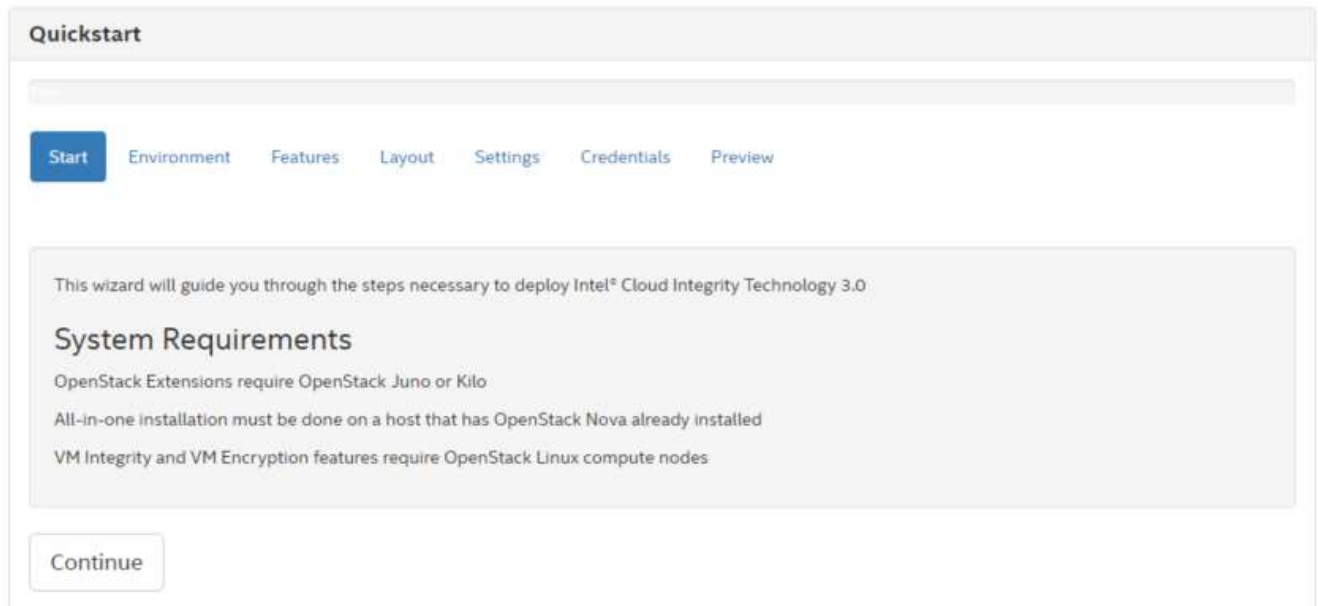 Quickstart
Start Environment Features Layout Settings Credentials Preview
This wizard will guide you through the steps necessary to deploy Intel® Cloud Integrity Technology 3.0
System Requirements
OpenStack Extensions require OpenStack Juno or Kilo
All-in-one installation must be done on a host that has OpenStack Nova already installed
VM Integrity and VM Encryption features require OpenStack Linux compute nodes
Continue